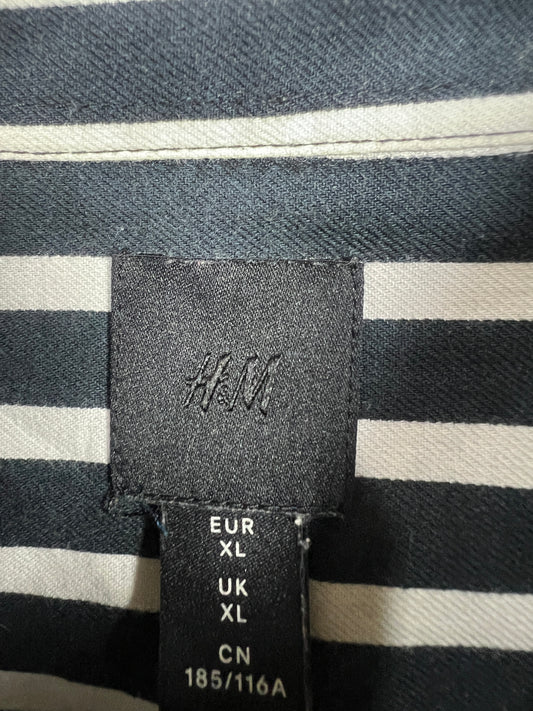 H&M
EUR
XL
UK
XL
CN
185/116A